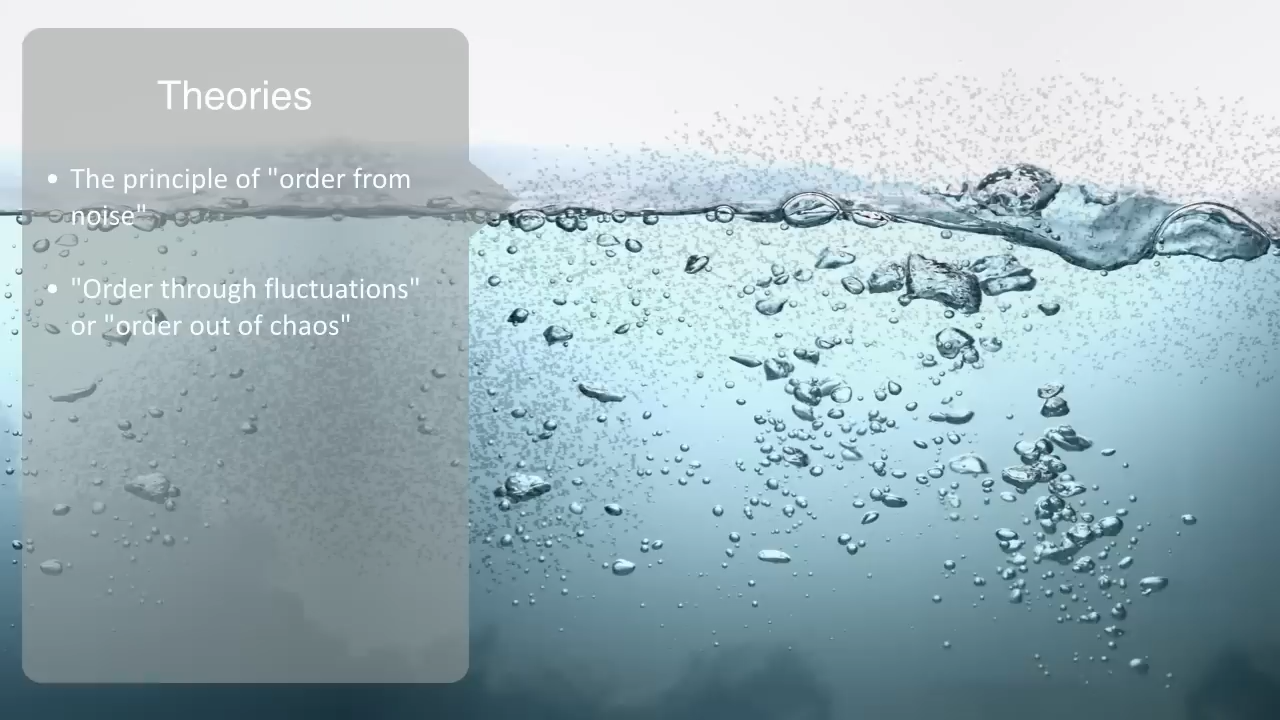 Theories
• The principle of "order from
noise"
• "Order through fluctuations"
or "order out of chaos"